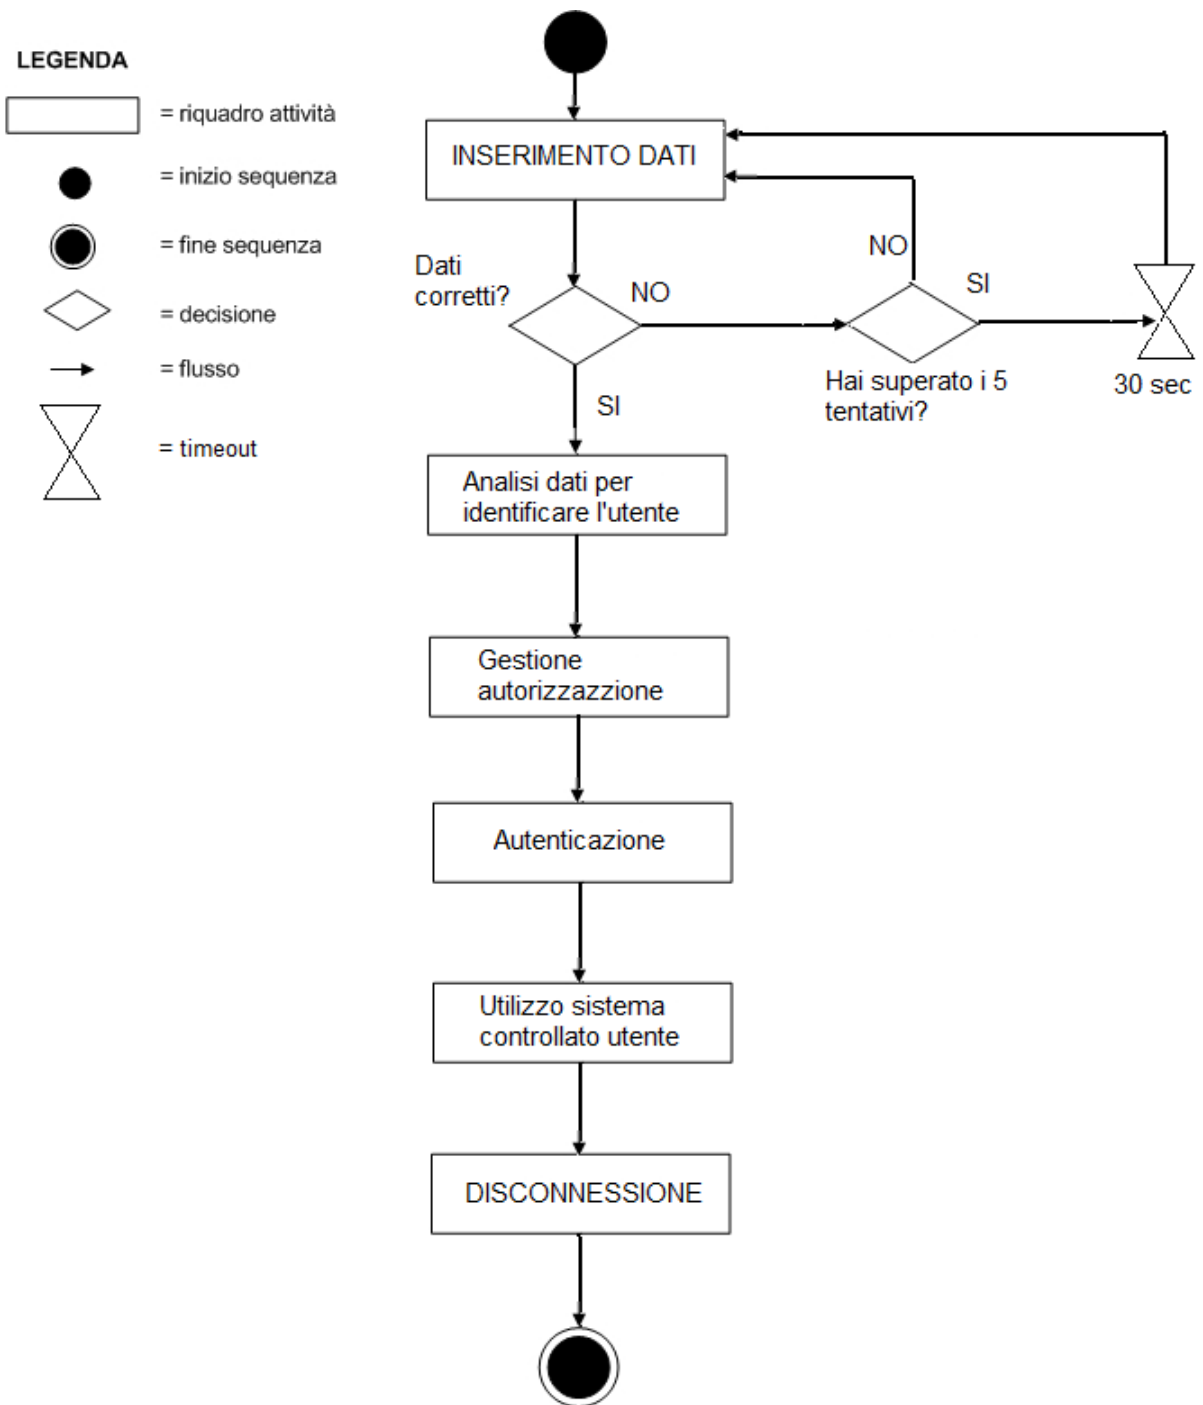 LEGENDA
= riquadro attività
= inizio sequenza
= fine sequenza
= decisione
= flusso
= timeout
INSERIMENTO DATI
Dati
corretti?
NO
NO
SI
Hai superato i 5
tentativi?
30 sec
SI
Analisi dati per
identificare l'utente
Gestione
autorizzazzione
Autenticazione
Utilizzo sistema
controllato utente
DISCONNESSIONE